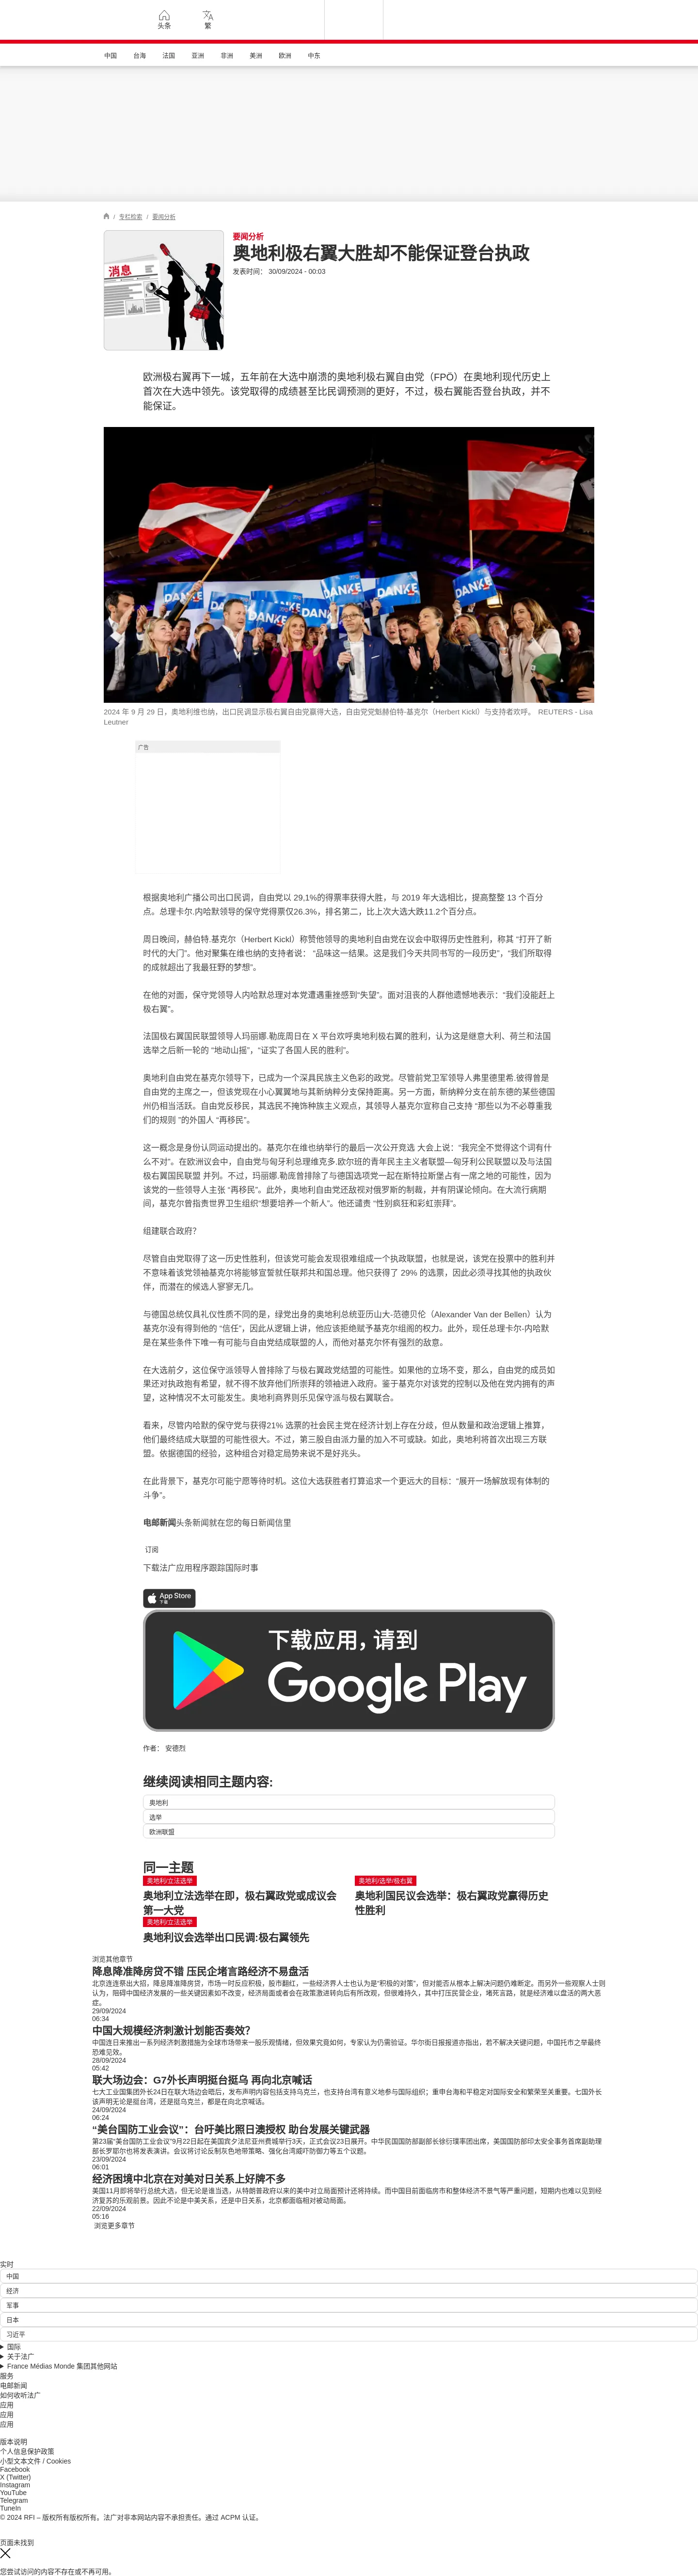 头条
繁
中国 台海 法国 亚洲 非洲 美洲 欧洲 中东
/ 专栏检索 / 要闻分析
消息
要闻分析
奥地利极右翼大胜却不能保证登台执政
发表时间： 30/09/2024 - 00:03
欧洲极右翼再下一城，五年前在大选中崩溃的奥地利极右翼自由党（FPÖ）在奥地利现代历史上
首次在大选中领先。该党取得的成绩甚至比民调预测的更好，不过，极右翼能否登台执政，并不
能保证。
DANKE
2024 年 9 月 29 日，奥地利维也纳，出口民调显示极右翼自由党赢得大选，自由党党魁赫伯特-基克尔（Herbert Kickl）与支持者欢呼。 REUTERS - Lisa
Leutner
广告
根据奥地利广播公司出口民调，自由党以 29,1%的得票率获得大胜，与 2019 年大选相比，提高整整 13 个百分
点。总理卡尔.内哈默领导的保守党得票仅26.3%，排名第二，比上次大选大跌11.2个百分点。
周日晚间，赫伯特.基克尔（Herbert Kickl）称赞他领导的奥地利自由党在议会中取得历史性胜利，称其 “打开了新
时代的大门”。他对聚集在维也纳的支持者说： “品味这一结果。这是我们今天共同书写的一段历史”，“我们所取得
的成就超出了我最狂野的梦想”。
在他的对面，保守党领导人内哈默总理对本党遭遇重挫感到“失望”。面对沮丧的人群他遗憾地表示：“我们没能赶上
极右翼”。
法国极右翼国民联盟领导人玛丽娜.勒庞周日在 X 平台欢呼奥地利极右翼的胜利，认为这是继意大利、荷兰和法国
选举之后新一轮的 “地动山摇”，“证实了各国人民的胜利”。
奥地利自由党在基克尔领导下，已成为一个深具民族主义色彩的政党。尽管前党卫军领导人弗里德里希.彼得曾是
自由党的主席之一，但该党现在小心翼翼地与其新纳粹分支保持距离。另一方面，新纳粹分支在前东德的某些德国
州仍相当活跃。自由党反移民，其选民不掩饰种族主义观点，其领导人基克尔宣称自己支持 “那些以为不必尊重我
们的规则 ”的外国人 “再移民”。
这一概念是身份认同运动提出的。基克尔在维也纳举行的最后一次公开竞选 大会上说：“我完全不觉得这个词有什
么不对”。在欧洲议会中，自由党与匈牙利总理维克多.欧尔班的青年民主主义者联盟—匈牙利公民联盟以及与法国
极右翼国民联盟 并列。不过，玛丽娜.勒庞曾排除了与德国选项党一起在斯特拉斯堡占有一席之地的可能性，因为
该党的一些领导人主张 “再移民”。此外，奥地利自由党还敌视对俄罗斯的制裁，并有阴谋论倾向。在大流行病期
间，基克尔曾指责世界卫生组织“想要培养一个新人”。他还谴责 “性别疯狂和彩虹崇拜”。
组建联合政府？
尽管自由党取得了这一历史性胜利，但该党可能会发现很难组成一个执政联盟，也就是说，该党在投票中的胜利并
不意味着该党领袖基克尔将能够宣誓就任联邦共和国总理。他只获得了 29% 的选票，因此必须寻找其他的执政伙
伴，而潜在的候选人寥寥无几。
与德国总统仅具礼仪性质不同的是，绿党出身的奥地利总统亚历山大-范德贝伦（Alexander Van der Bellen）认为
基克尔没有得到他的 “信任”，因此从逻辑上讲，他应该拒绝赋予基克尔组阁的权力。此外，现任总理卡尔-内哈默
是在某些条件下唯一有可能与自由党结成联盟的人，而他对基克尔怀有强烈的敌意。
在大选前夕，这位保守派领导人曾排除了与极右翼政党结盟的可能性。如果他的立场不变，那么，自由党的成员如
果还对执政抱有希望，就不得不放弃他们所崇拜的领袖进入政府。鉴于基克尔对该党的控制以及他在党内拥有的声
望，这种情况不太可能发生。奥地利商界则乐见保守派与极右翼联合。
看来，尽管内哈默的保守党与获得21% 选票的社会民主党在经济计划上存在分歧，但从数量和政治逻辑上推算，
他们最终结成大联盟的可能性很大。不过，第三股自由派力量的加入不可或缺。如此，奥地利将首次出现三方联
盟。依据德国的经验，这种组合对稳定局势来说不是好兆头。
在此背景下，基克尔可能宁愿等待时机。这位大选获胜者打算追求一个更远大的目标：“展开一场解放现有体制的
斗争”。
电邮新闻头条新闻就在您的每日新闻信里
订阅
下载法广应用程序跟踪国际时事
App Store
下载
下载应用，请到
Google Play
作者： 安德烈
继续阅读相同主题内容:
奥地利
选举
欧洲联盟
同一主题
奥地利/立法选举
奥地利立法选举在即，极右翼政党或成议会
第一大党
奥地利/选举/极右翼
奥地利国民议会选举：极右翼政党赢得历史
性胜利
奥地利/立法选举
奥地利议会选举出口民调:极右翼领先
浏览其他章节
降息降准降房贷不错 压民企堵言路经济不易盘活
北京连连祭出大招，降息降准降房贷，市场一时反应积极，股市翻红，一些经济界人士也认为是“积极的对策”，但对能否从根本上解决问题仍难断定。而另外一些观察人士则
认为，阻碍中国经济发展的一些关键因素如不改变，经济局面或者会在政策激进转向后有所改观，但很难持久，其中打压民营企业，堵死言路，就是经济难以盘活的两大恶
症。
29/09/2024
06:34
中国大规模经济刺激计划能否奏效？
中国连日来推出一系列经济刺激措施为全球市场带来一股乐观情绪，但效果究竟如何，专家认为仍需验证。华尔街日报报道亦指出，若不解决关键问题，中国托市之举最终
恐难见效。
28/09/2024
05:42
联大场边会：G7外长声明挺台挺乌 再向北京喊话
七大工业国集团外长24日在联大场边会晤后，发布声明内容包括支持乌克兰，也支持台湾有意义地参与国际组织；重申台海和平稳定对国际安全和繁荣至关重要。七国外长
该声明无论是挺台湾，还是挺乌克兰，都是在向北京喊话。
24/09/2024
06:24
“美台国防工业会议”：台吁美比照日澳授权 助台发展关键武器
第23届“美台国防工业会议”9月22日起在美国宾夕法尼亚州费城举行3天，正式会议23日展开。中华民国国防部副部长徐衍璞率团出席，美国国防部印太安全事务首席副助理
部长罗耶尔也将发表演讲。会议将讨论反制灰色地带策略、强化台湾威吓防御力等五个议题。
23/09/2024
06:01
经济困境中北京在对美对日关系上好牌不多
美国11月即将举行总统大选，但无论是谁当选，从特朗普政府以来的美中对立局面预计还将持续。而中国目前面临房市和整体经济不景气等严重问题，短期内也难以见到经
济复苏的乐观前景。因此不论是中美关系，还是中日关系，北京都面临相对被动局面。
22/09/2024
05:16
浏览更多章节
实时
中国
经济
军事
日本
习近平
国际
关于法广
France Médias Monde 集团其他网站
服务
电邮新闻
如何收听法广
应用
应用
应用
版本说明
个人信息保护政策
小型文本文件 / Cookies
Facebook
X (Twitter)
Instagram
YouTube
Telegram
TuneIn
© 2024 RFI – 版权所有版权所有。法广对非本网站内容不承担责任。通过 ACPM 认证。
页面未找到
您尝试访问的内容不存在或不再可用。